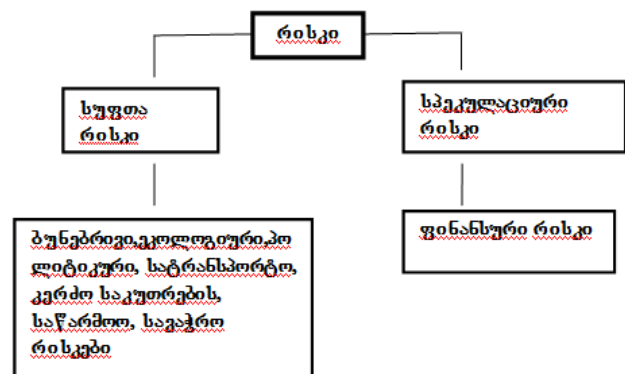 რისკი
სუფთა
რისკი
სპეკულაციური
რისკი
ბუნებრივი,ეკოლოგიური,პო
ლიტიკური, სატრანსპორტო,
კერძო საკუთრების,
საწარმოო, სავაჭრო
რისკები
ფინანსური რისკი